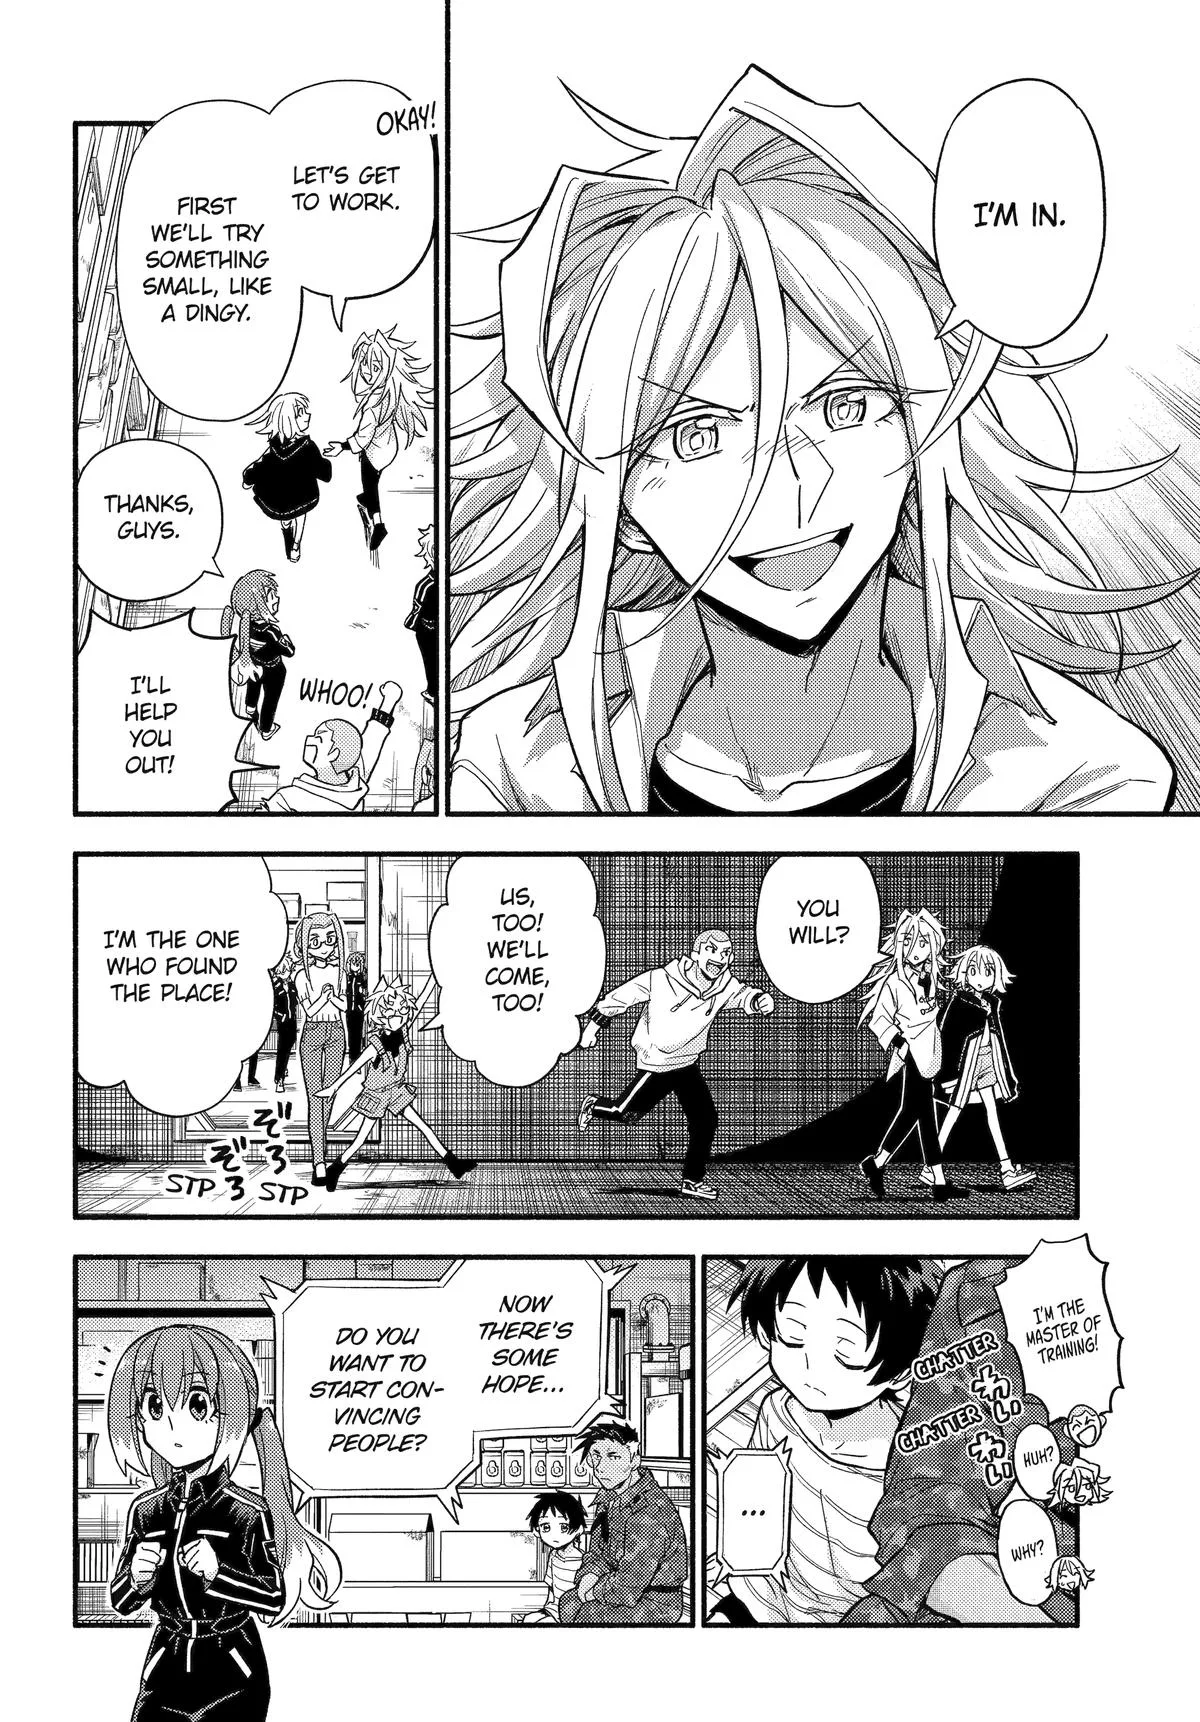 I'M IN.
OKAY!
LET'S GET
TO WORK.
FIRST
WE'LL TRY
SOMETHING
SMALL, LIKE
A DINGY.
THANKS,
GUYS.
I'LL
HELP
YOU
OUT!
WHOO!
YOU
WILL?
US,
TOO!
WE'LL
COME,
TOO!
I'M THE ONE
WHO FOUND
THE PLACE!
ぞろ
ぞろ
STP
STP
I'M THE
MASTER OF
TRAINING!
CHATTER
わい
CHATTER
わい
HUH?
WHY?
...
NOW
THERE'S
SOME
HOPE...
DO YOU
WANT TO
START CON-
VINCING
PEOPLE?